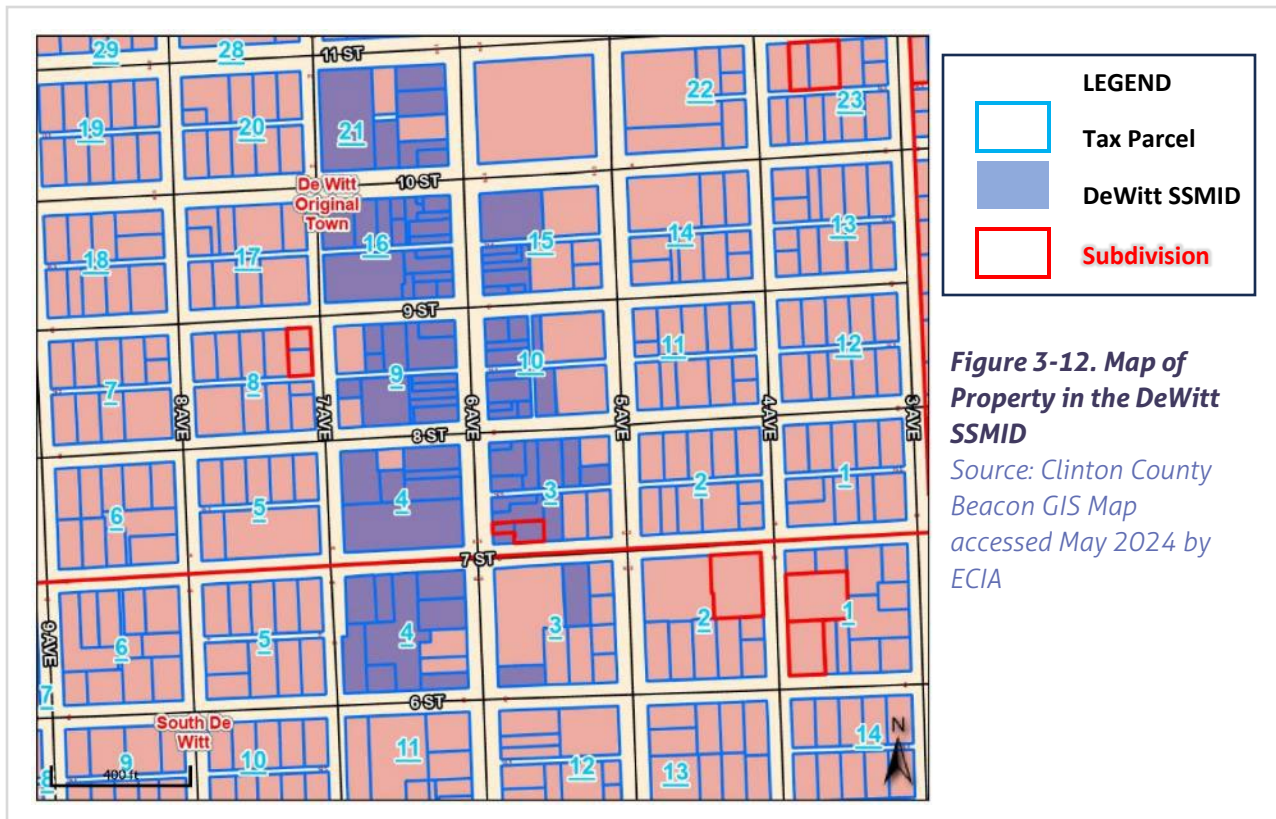 29
28
11 ST
22
23
19
20
21
De Witt
Original
Town
10 ST
18
17
16
15
14
13
9 ST
7
8
9
10
11
12
8 AVE
7 AVE
6 AVE
5 AVE
4 AVE
3 AVE
8 ST
6
5
4
3
2
1
7 ST
9 AVE
6
5
4
3
2
1
7
6 ST
South De
Witt
8
9
10
11
12
13
14
400 ft
N
LEGEND
Tax Parcel
DeWitt SSMID
Subdivision
Figure 3-12. Map of
Property in the DeWitt
SSMID
Source: Clinton County
Beacon GIS Map
accessed May 2024 by
ECIA